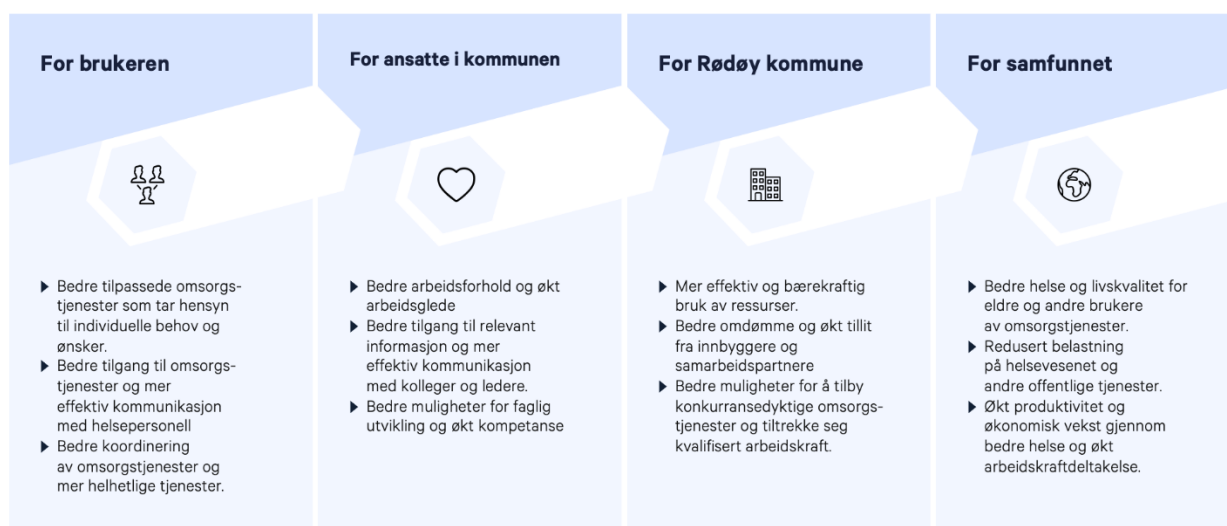 For brukeren
Bedre tilpassede omsorgs-
tjenester som tar hensyn
til individuelle behov og
ønsker.
Bedre tilgang til omsorgs-
tjenester og mer
effektiv kommunikasjon
med helsepersonell
Bedre koordinering
av omsorgstjenester og
mer helhetlige tjenester.
For ansatte i kommunen
Bedre arbeidsforhold og økt
arbeidsglede
Bedre tilgang til relevant
informasjon og mer
effektiv kommunikasjon
med kolleger og ledere.
Bedre muligheter for faglig
utvikling og økt kompetanse
For Rødøy kommune
Mer effektiv og bærekraftig
bruk av ressurser.
Bedre omdømme og økt tillit
fra innbyggere og
samarbeidspartnere
Bedre muligheter for å tilby
konkurransedyktige omsorgs-
tjenester og tiltrekke seg
kvalifisert arbeidskraft.
For samfunnet
Bedre helse og livskvalitet for
eldre og andre brukere
av omsorgstjenester.
Redusert belastning
på helsevesenet og
andre offentlige tjenester.
Økt produktivitet og
økonomisk vekst gjennom
bedre helse og økt
arbeidskraftdeltakelse.